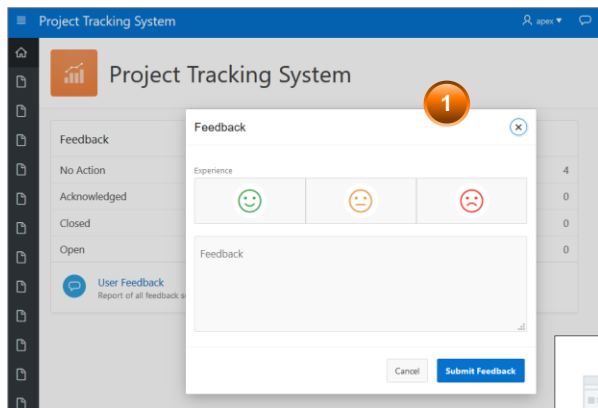 Project Tracking System
apex
Project Tracking System
1
Feedback
Feedback
Experience
No Action
4
Acknowledged
0
Closed
0
Open
0
Feedback
User Feedback
Report of all feedback s
Cancel
Submit Feedback